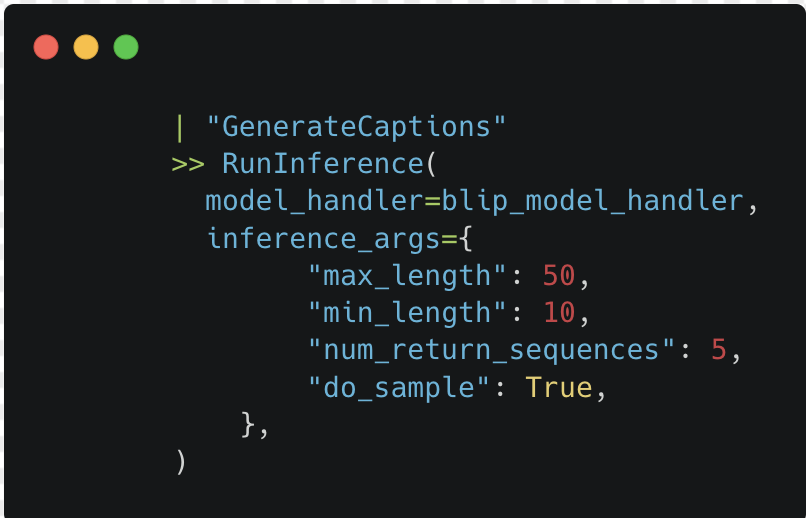 | "GenerateCaptions"
>> RunInference(
model_handler=blip_model_handler,
inference_args={
"max_length": 50,
"min_length": 10,
"num_return_sequences": 5,
"do_sample": True,
},
)